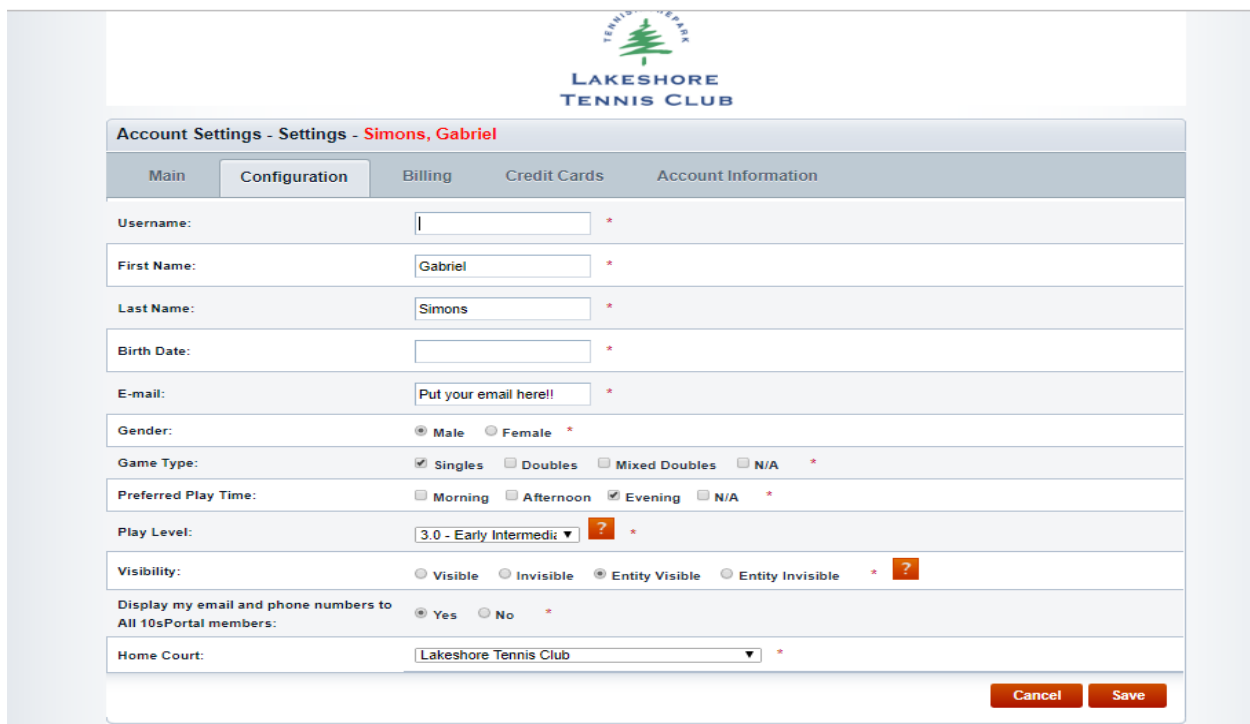 TENNIS
PARK
LAKESHORE
TENNIS CLUB
Account Settings - Settings - Simons, Gabriel
Main Configuration Billing Credit Cards Account Information
Username: *
First Name: Gabriel *
Last Name: Simons *
Birth Date: *
E-mail: Put your email here!! *
Gender: Male Female *
Game Type: Singles Doubles Mixed Doubles N/A *
Preferred Play Time: Morning Afternoon Evening N/A *
Play Level: 3.0 - Early Intermedia ? *
Visibility: Visible Invisible Entity Visible Entity Invisible * ?
Display my email and phone numbers to
All 10sPortal members: Yes No *
Home Court: Lakeshore Tennis Club *
Cancel Save